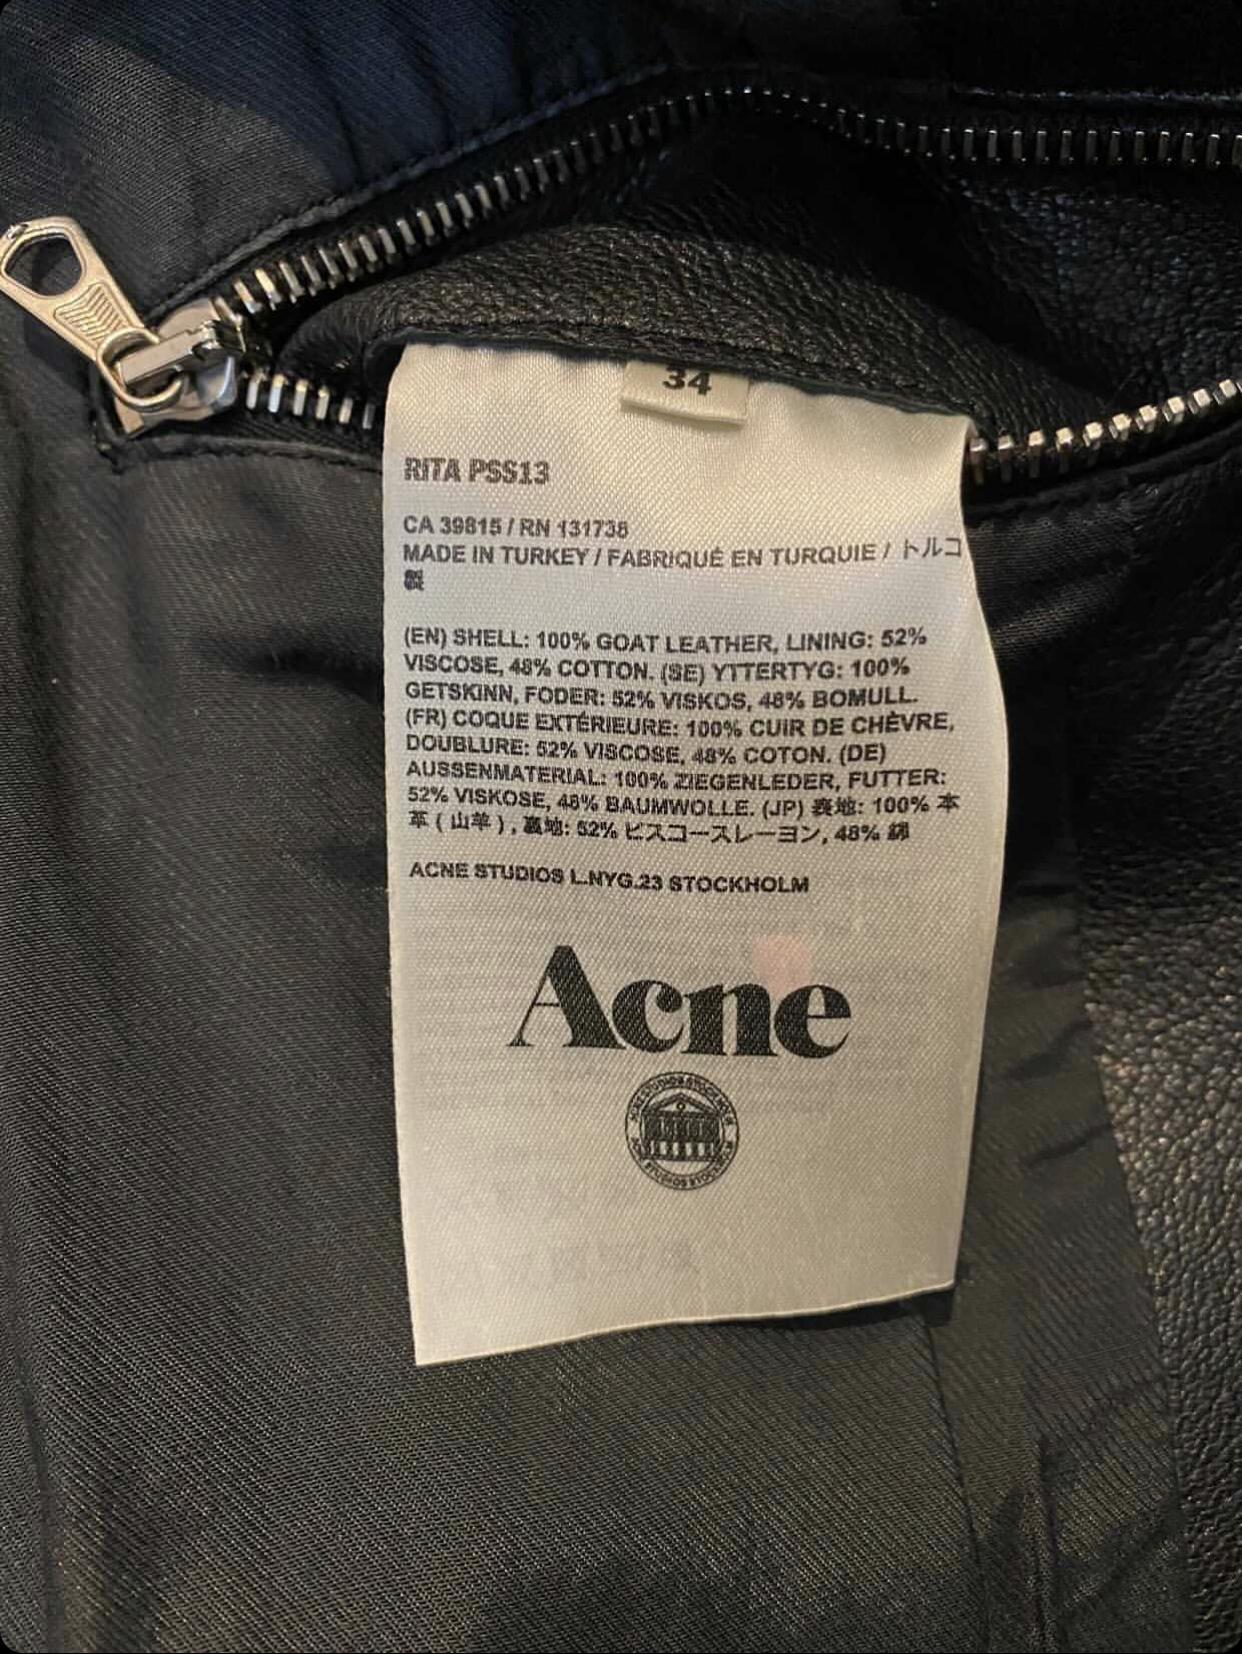 34
RITA PSS13
CA 39815 / RN 131738
MADE IN TURKEY / FABRIQUÉ EN TURQUIE / トルコ
製
(EN) SHELL: 100% GOAT LEATHER, LINING: 52%
VISCOSE, 48% COTTON. (SE) YTTERTYG: 100%
GETSKINN, FODER: 52% VISKOS, 48% BOMULL.
(FR) COQUE EXTÉRIEURE: 100% CUIR DE CHÈVRE,
DOUBLURE: 52% VISCOSE, 48% COTON. (DE)
AUSSENMATERIAL: 100% ZIEGENLEDER, FUTTER:
52% VISKOSE, 48% BAUMWOLLE. (JP) 表地: 100% 本
革 ( 山羊 ) , 裏地: 52% ビスコースレーヨン, 48% 綿
ACNE STUDIOS L.NYG.23 STOCKHOLM
Acne